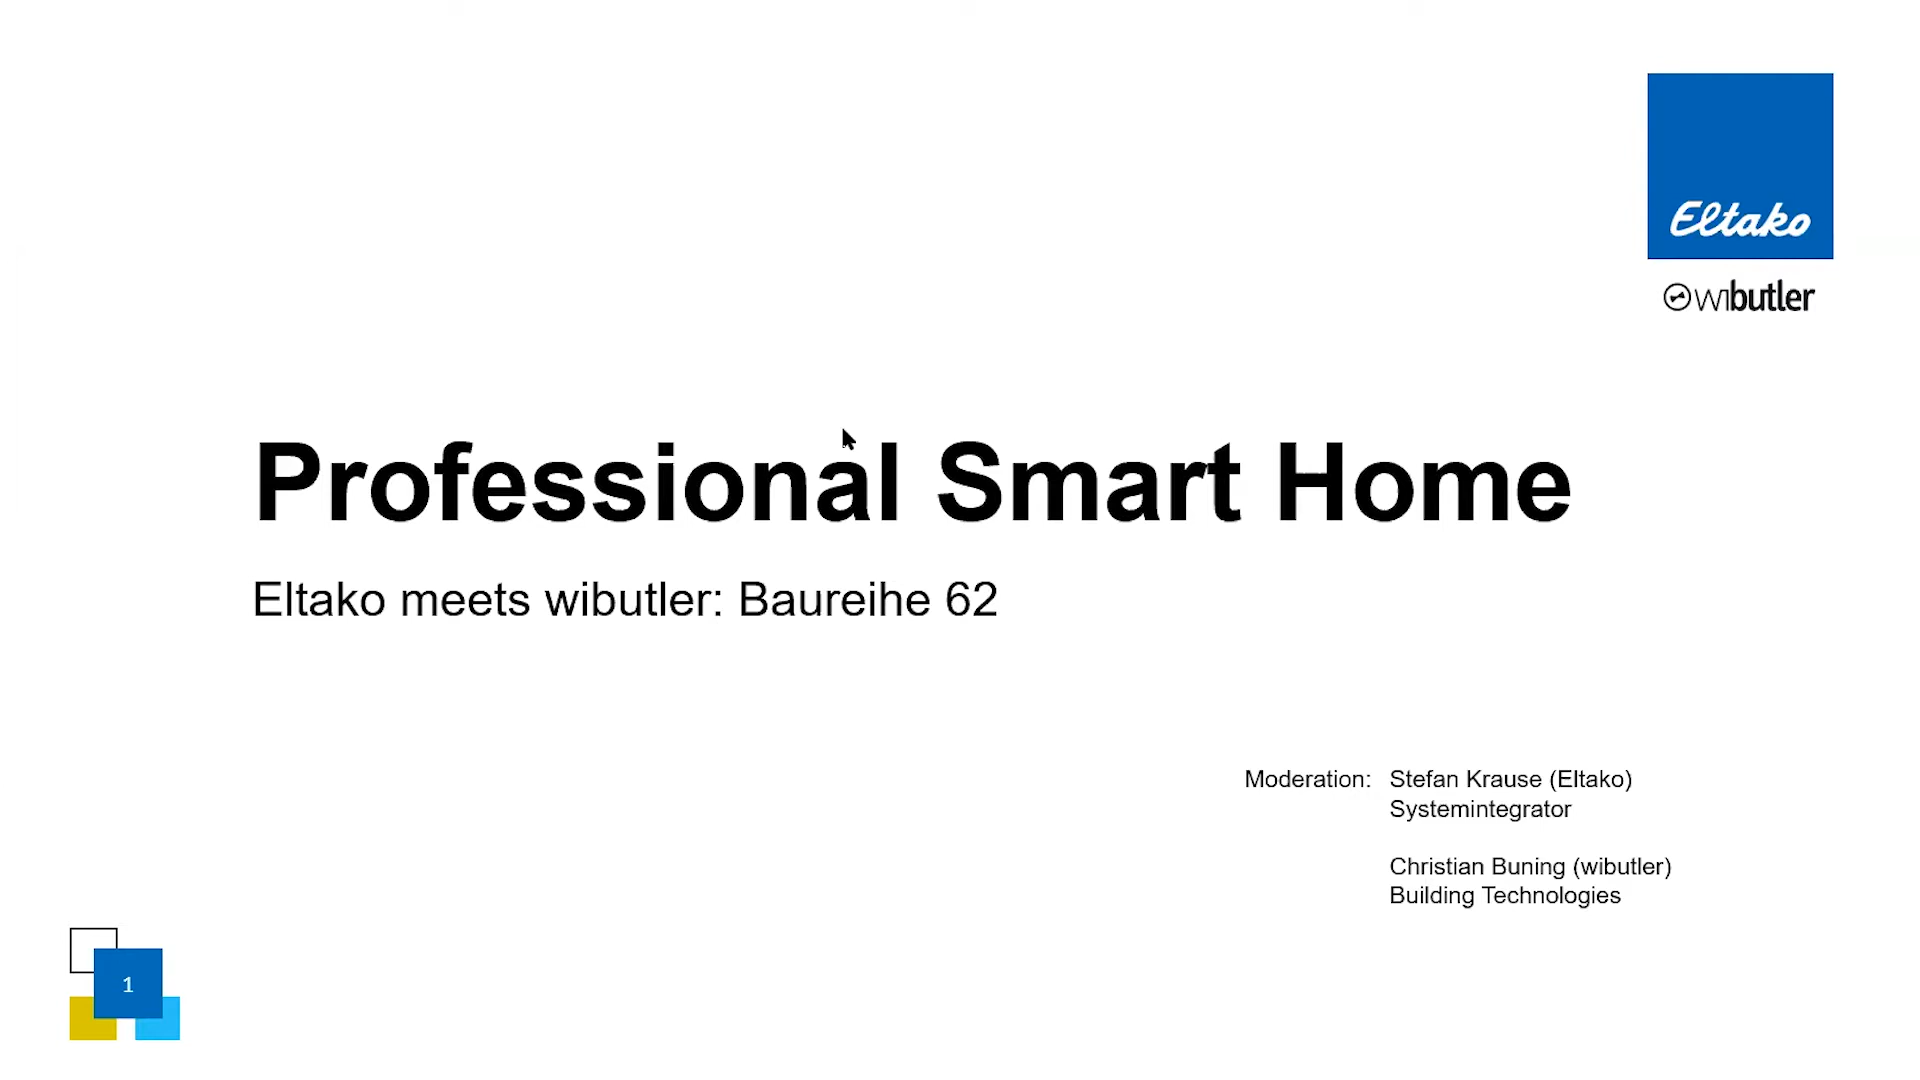 Eltako
wibutler
Professional Smart Home
Eltako meets wibutler: Baureihe 62
Moderation: Stefan Krause (Eltako)
Systemintegrator
Christian Buning (wibutler)
Building Technologies
1